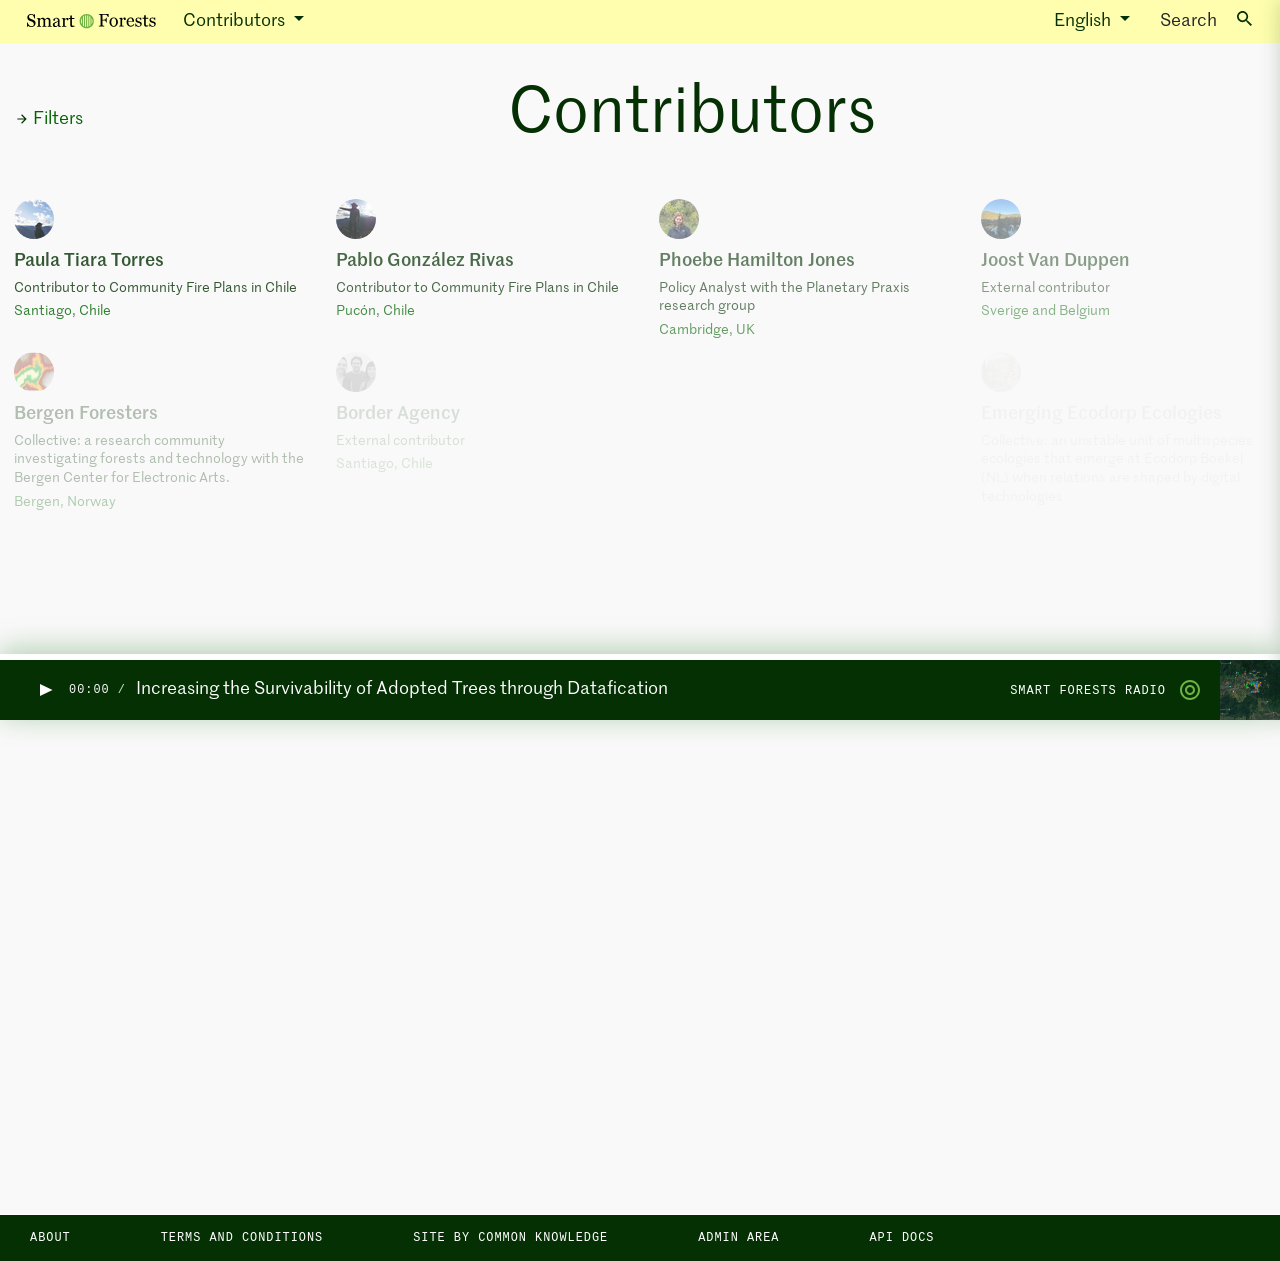 Smart Forests Contributors English Search
Filters
Contributors
Paula Tiara Torres
Contributor to Community Fire Plans in Chile
Santiago, Chile
Pablo González Rivas
Contributor to Community Fire Plans in Chile
Pucón, Chile
Phoebe Hamilton Jones
Policy Analyst with the Planetary Praxis
research group
Cambridge, UK
Joost Van Duppen
External contributor
Sverige and Belgium
Bergen Foresters
Collective: a research community
investigating forests and technology with the
Bergen Center for Electronic Arts.
Bergen, Norway
Border Agency
External contributor
Santiago, Chile
Emerging Ecodorp Ecologies
Collective: an unstable unit of multispecies
ecologies that emerge at Ecodorp Boekel
(NL) when relations are shaped by digital
technologies
00:00 / Increasing the Survivability of Adopted Trees through Datafication
SMART FORESTS RADIO
ABOUT TERMS AND CONDITIONS SITE BY COMMON KNOWLEDGE ADMIN AREA API DOCS